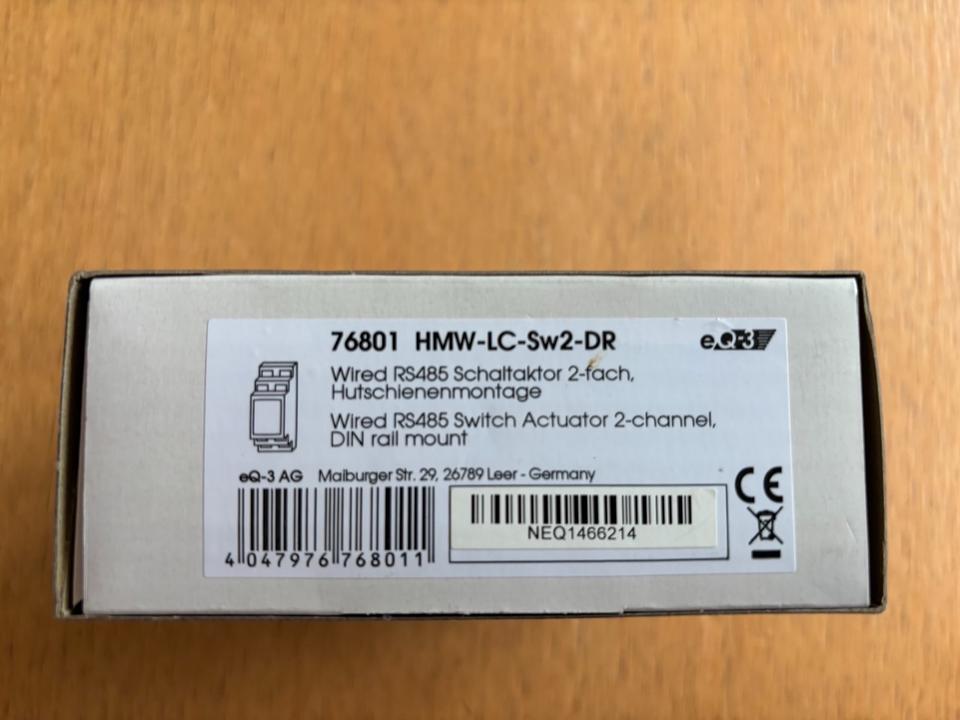 76801 HMW-LC-Sw2-DR
eQ-3
Wired RS485 Schaltaktor 2-fach,
Hutschienenmontage
Wired RS485 Switch Actuator 2-channel,
DIN rail mount
eQ-3 AG Maiburger Str. 29, 26789 Leer - Germany
CE
NEQ1466214
4 047976 768011